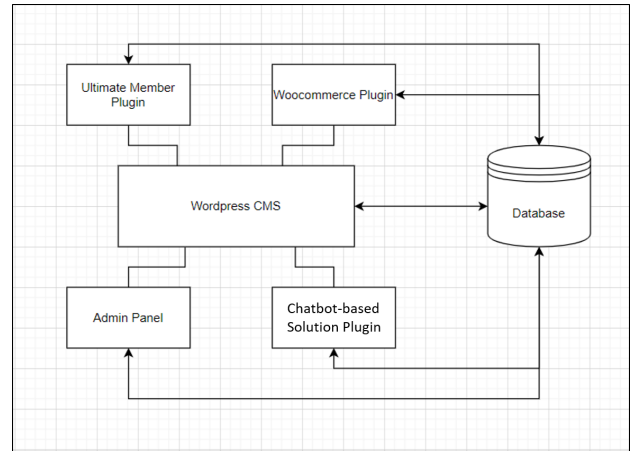 Ultimate Member
Plugin
Woocommerce Plugin
Wordpress CMS
Database
Admin Panel
Chatbot-based
Solution Plugin